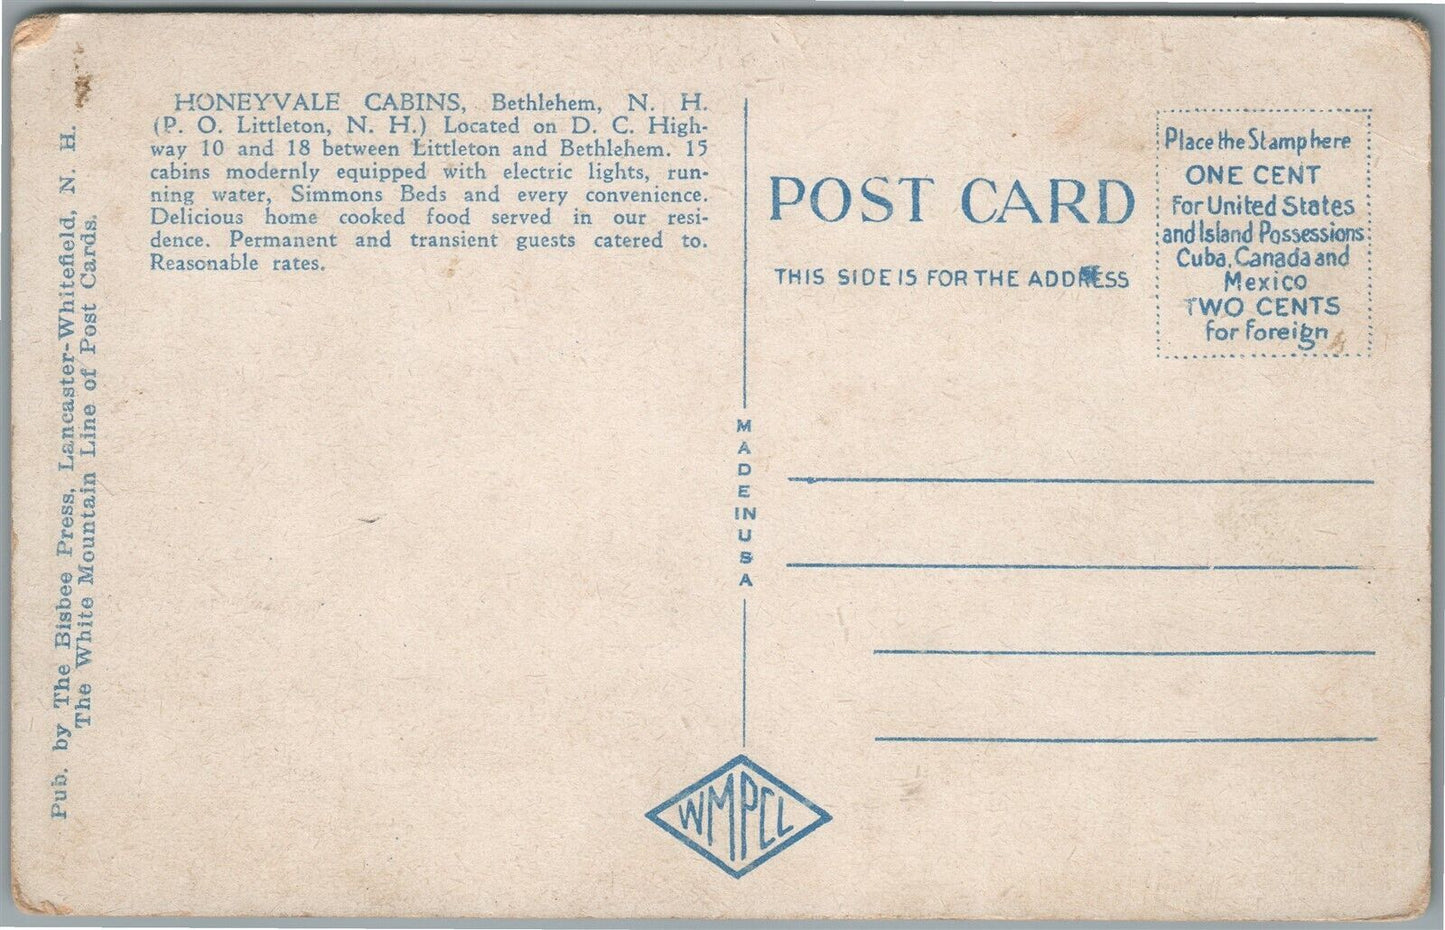 HONEYVALE CABINS, Bethlehem, N. H.
(P. O. Littleton, N. H.) Located on D. C. High-
way 10 and 18 between Littleton and Bethlehem. 15
cabins modernly equipped with electric lights, run-
ning water, Simmons Beds and every convenience.
Delicious home cooked food served in our resi-
dence. Permanent and transient guests catered to.
Reasonable rates.
Pub. by The Bisbee Press, Lancaster-Whitefield, N. H.
The White Mountain Line of Post Cards.
MADE IN USA
WMPCL
POST CARD
THIS SIDE IS FOR THE ADDRESS
Place the Stamp here
ONE CENT
For United States
and Island Possessions
Cuba, Canada and
Mexico
TWO CENTS
for Foreign